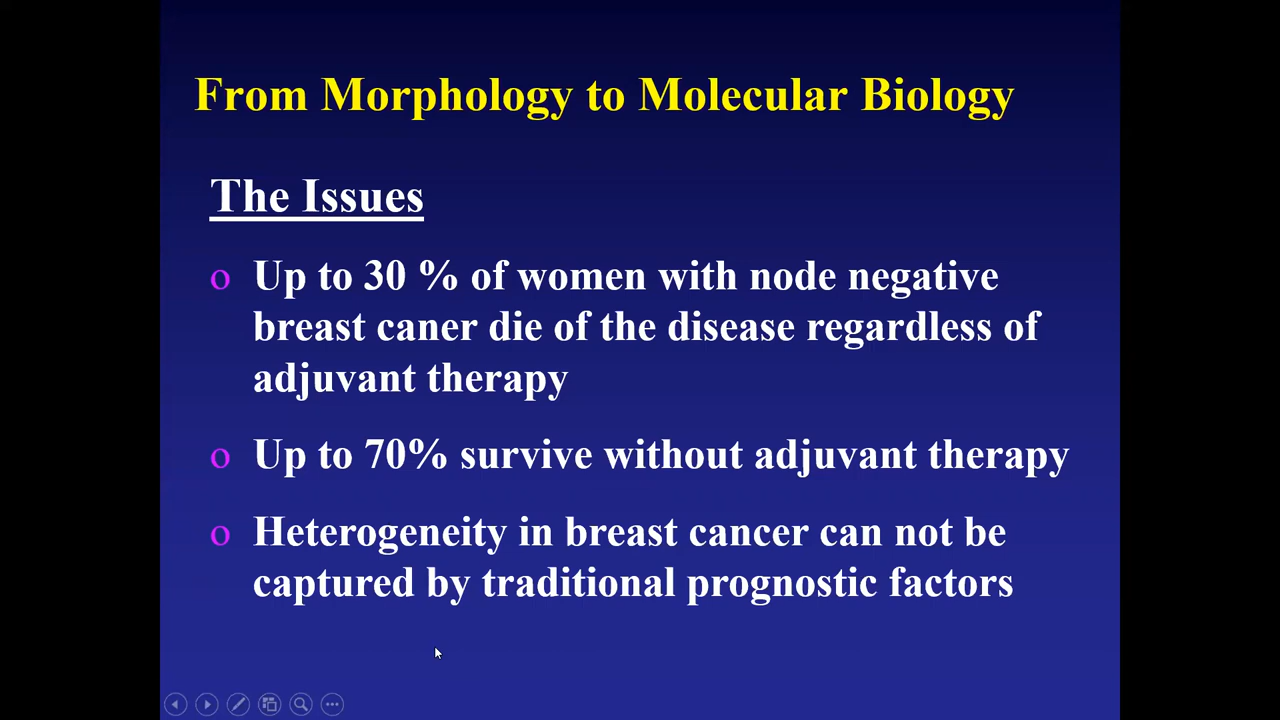 From Morphology to Molecular Biology
The Issues
o Up to 30 % of women with node negative
breast caner die of the disease regardless of
adjuvant therapy
o Up to 70% survive without adjuvant therapy
o Heterogeneity in breast cancer can not be
captured by traditional prognostic factors